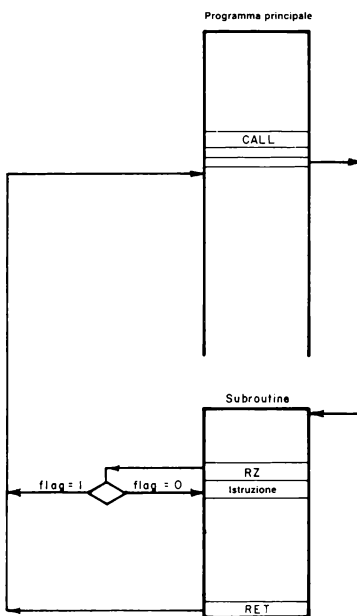 Programma principale
CALL
Subroutine
RZ
flag = 1
flag = 0
Istruzione
RET